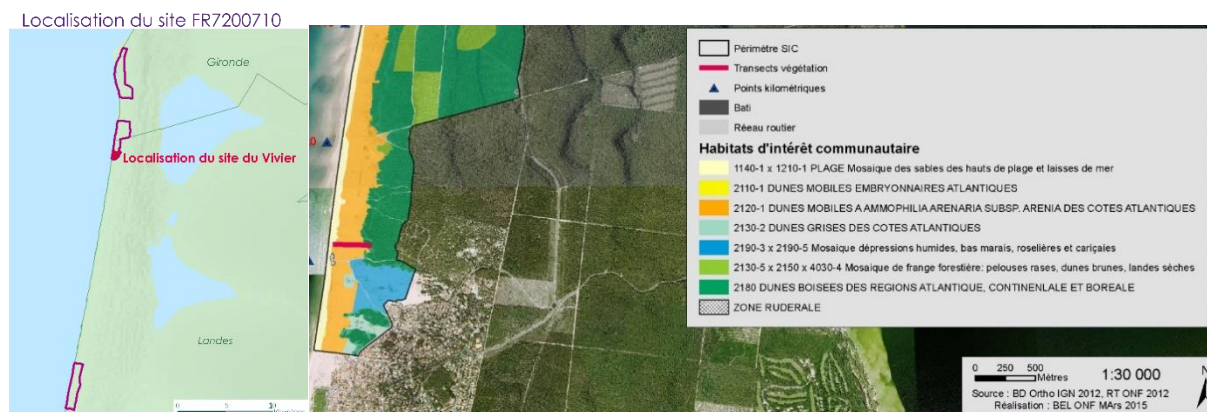 Localisation du site FR7200710
Gironde
Localisation du site du Vivier
Landes
0 5 10
Périmètre SIC
Transects végétation
Points kilométriques
Bati
Réeau routier
Habitats d'intérêt communautaire
1140-1 x 1210-1 PLAGE Mosaique des sables des hauts de plage et laisses de mer
2110-1 DUNES MOBILES EMBRYONNAIRES ATLANTIQUES
2120-1 DUNES MOBILES A AMMOPHILIA ARENARIA SUBSP. ARENIA DES COTES ATLANTIQUES
2130-2 DUNES GRISES DES COTES ATLANTIQUES
2190-3 x 2190-5 Mosaique dépressions humides, bas marais, roselières et cariçaies
2130-5 x 2150 x 4030-4 Mosaique de frange forestière: pelouses rases, dunes brunes, landes sèches
2180 DUNES BOISEES DES REGIONS ATLANTIQUE, CONTINENLALE ET BOREALE
ZONE RUDERALE
0 250 500
Mètres 1:30 000
N
Source : BD Ortho IGN 2012, RT ONF 2012
Réalisation : BEL ONF MArs 2015